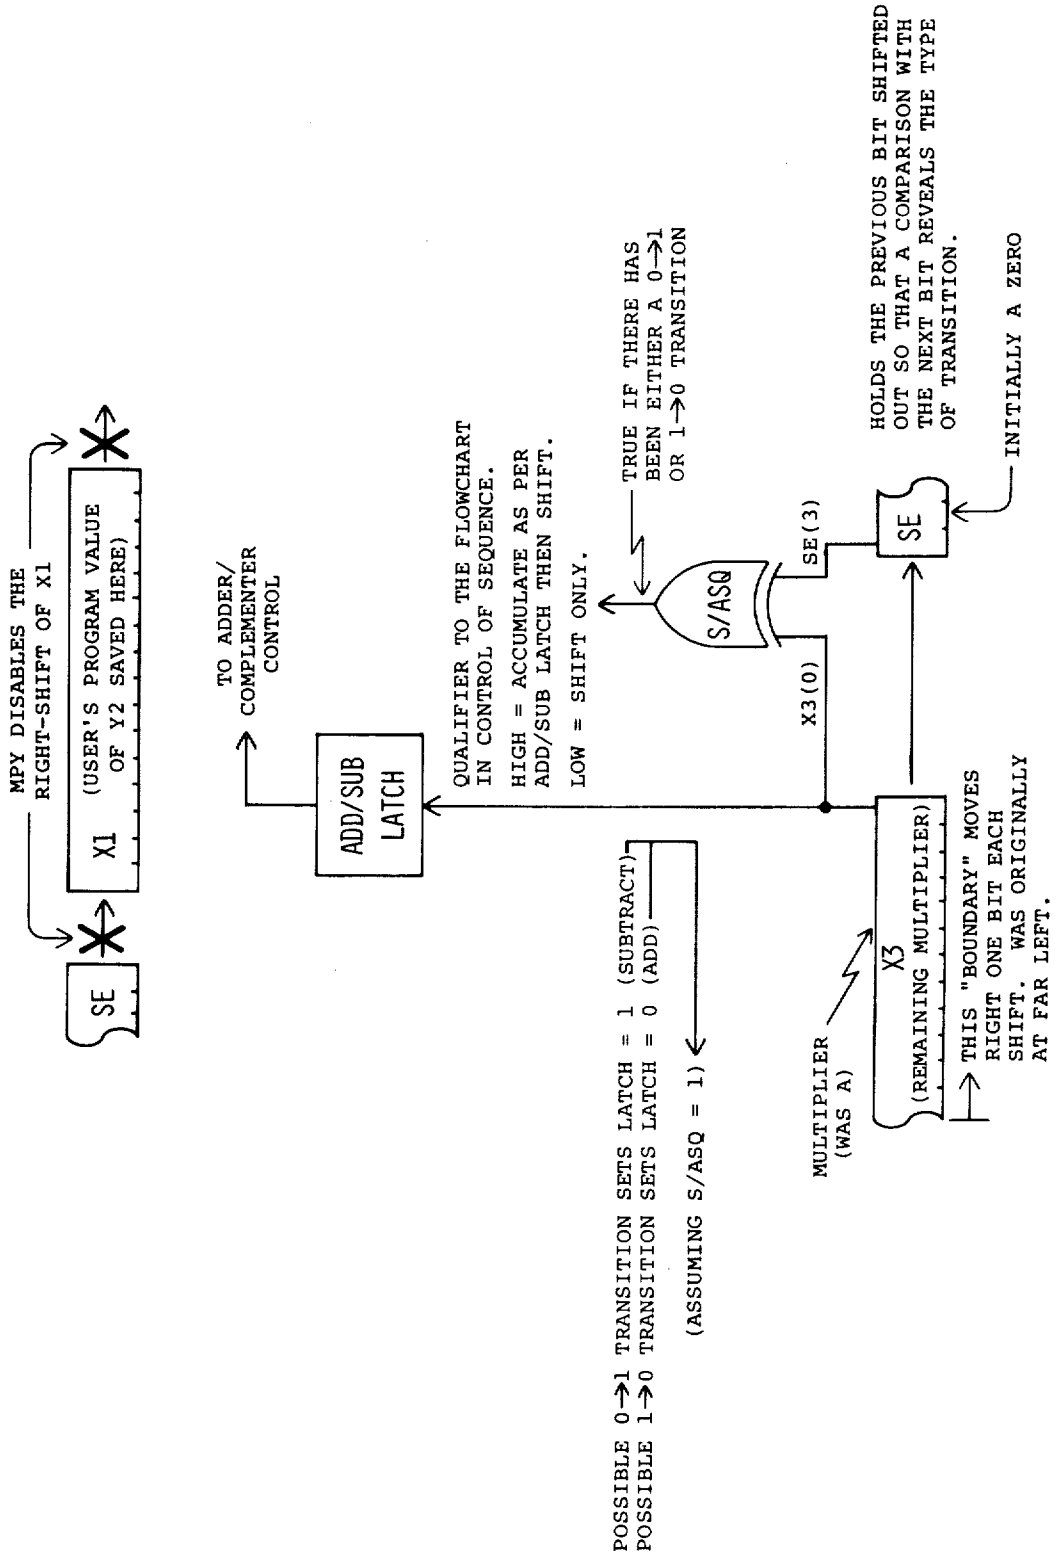 MPY DISABLES THE
RIGHT-SHIFT OF X1
SE
X1
(USER'S PROGRAM VALUE
OF Y2 SAVED HERE)
TO ADDER/
COMPLEMENTER
CONTROL
ADD/SUB
LATCH
QUALIFIER TO THE FLOWCHART
IN CONTROL OF SEQUENCE.
HIGH = ACCUMULATE AS PER
ADD/SUB LATCH THEN SHIFT.
LOW = SHIFT ONLY.
TRUE IF THERE HAS
BEEN EITHER A 0→1
OR 1→0 TRANSITION
POSSIBLE 0→1 TRANSITION SETS LATCH = 1 (SUBTRACT)
POSSIBLE 1→0 TRANSITION SETS LATCH = 0 (ADD)
(ASSUMING S/ASQ = 1)
S/ASQ
X3(0)
SE(3)
MULTIPLIER
(WAS A)
X3
(REMAINING MULTIPLIER)
SE
THIS "BOUNDARY" MOVES
RIGHT ONE BIT EACH
SHIFT. WAS ORIGINALLY
AT FAR LEFT.
HOLDS THE PREVIOUS BIT SHIFTED
OUT SO THAT A COMPARISON WITH
THE NEXT BIT REVEALS THE TYPE
OF TRANSITION.
INITIALLY A ZERO